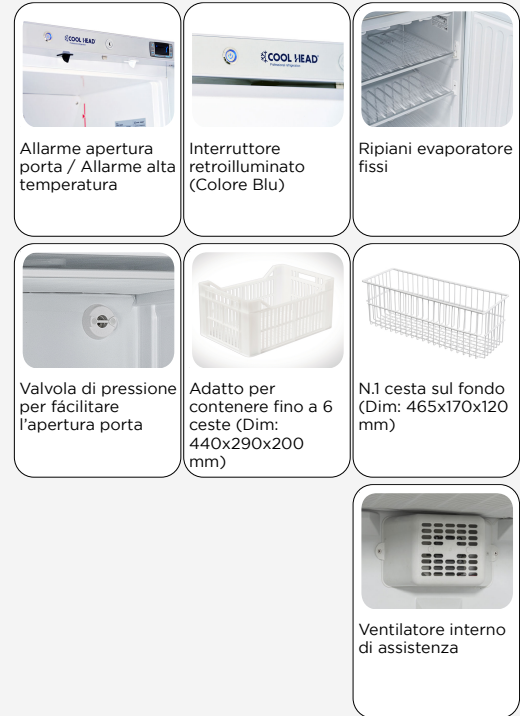 COOL HEAD
COOL HEAD
Allarme apertura
porta / Allarme alta
temperatura
Interruttore
retroilluminato
(Colore Blu)
Ripiani evaporatore
fissi
Valvola di pressione
per fácilitare
l'apertura porta
Adatto per
contenere fino a 6
ceste (Dim:
440x290x200
mm)
N.1 cesta sul fondo
(Dim: 465x170x120
mm)
Ventilatore interno
di assistenza